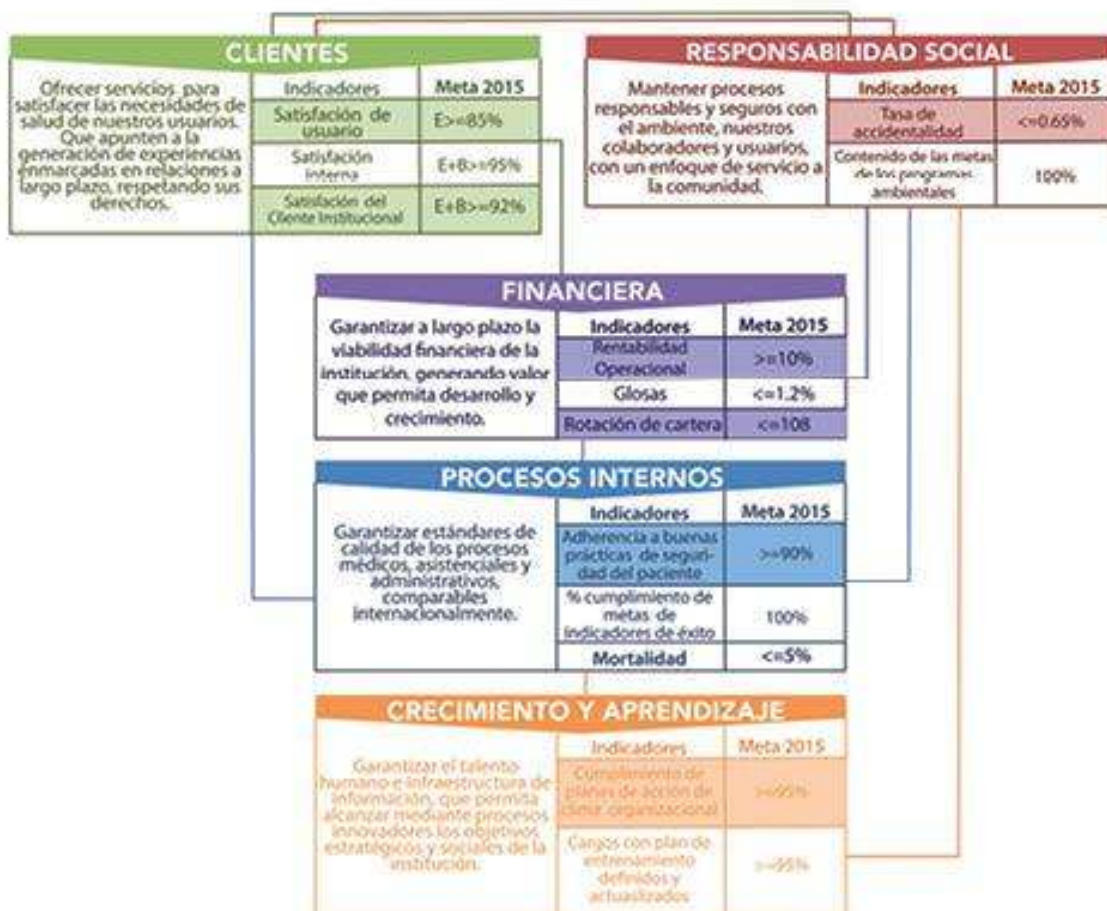 CLIENTES
Ofrecer servicios para
satisfacer las necesidades de
salud de nuestros usuarios.
Que apunten a la
generación de experiencias
enmarcadas en relaciones a
largo plazo, respetando sus
derechos.
Indicadores
Meta 2015
Satisfacción de
usuario
E>=85%
Satisfacción
interna
E+B>=95%
Satisfacción del
Cliente Institucional
E+B>=92%
RESPONSABILIDAD SOCIAL
Mantener procesos
responsables y seguros con
el ambiente, nuestros
colaboradores y usuarios,
con un enfoque de servicio a
la comunidad.
Indicadores
Meta 2015
Tasa de
accidentalidad
<=0.65%
Contenido de las metas
de los programas
ambientales
100%
FINANCIERA
Garantizar a largo plazo la
viabilidad financiera de la
institución, generando valor
que permita desarrollo y
crecimiento.
Indicadores
Meta 2015
Rentabilidad
Operacional
>=10%
Glosas
<=1.2%
Rotación de cartera
<=108
PROCESOS INTERNOS
Garantizar estándares de
calidad de los procesos
médicos, asistenciales y
administrativos,
comparables
internacionalmente.
Indicadores
Meta 2015
Adherencia a buenas
prácticas de seguri-
dad del paciente
>=90%
% cumplimiento de
metas de
indicadores de éxito
100%
Mortalidad
<=5%
CRECIMIENTO Y APRENDIZAJE
Garantizar el talento
humano e infraestructura de
información, que permita
alcanzar mediante procesos
innovadores los objetivos
estratégicos y sociales de la
institución.
Indicadores
Meta 2015
Cumplimiento de
planes de acción de
clima organizacional
>=95%
Cargos con plan de
entrenamiento
definidos y
actuasilizados
>=95%